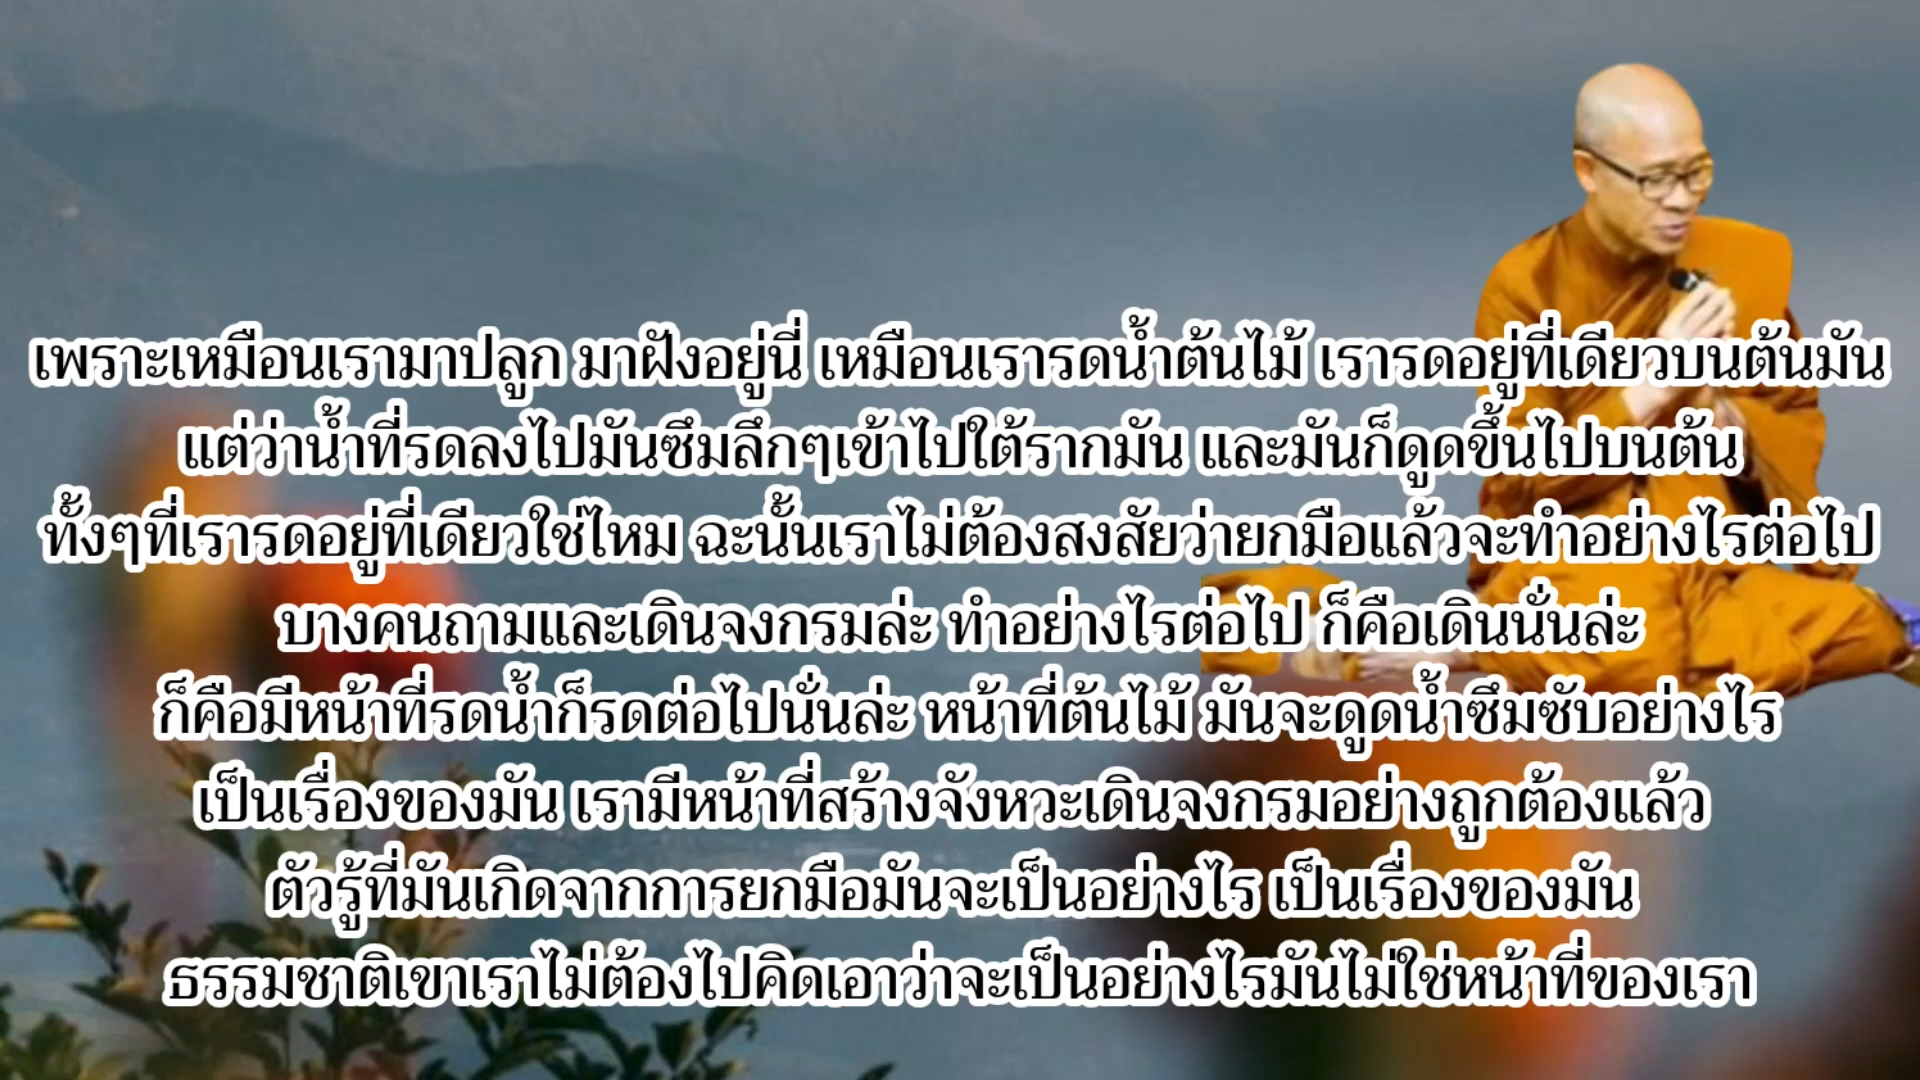 เพราะเหมือนเรามาปลูก มาฝังอยู่นี่ เหมือนเรารดน้ำต้นไม้ เรารดอยู่ที่เดียวบนต้นมัน
แต่ว่าน้ำที่รดลงไปมันซึมลึกๆเข้าไปใต้รากมัน และมันก็ดูดขึ้นไปบนต้น
ทั้งๆที่เรารดอยู่ที่เดียวใช่ไหม ฉะนั้นเราไม่ต้องสงสัยว่ายกมือแล้วจะทำอย่างไรต่อไป
บางคนถามและเดินจงกรมล่ะ ทำอย่างไรต่อไป ก็คือเดินนั่นล่ะ
ก็คือมีหน้าที่รดน้ำก็รดต่อไปนั่นล่ะ หน้าที่ต้นไม้ มันจะดูดน้ำซึมซับอย่างไร
เป็นเรื่องของมัน เรามีหน้าที่สร้างจังหวะเดินจงกรมอย่างถูกต้องแล้ว
ตัวรู้ที่มันเกิดจากการยกมือมันจะเป็นอย่างไร เป็นเรื่องของมัน
ธรรมชาติเขาเราไม่ต้องไปคิดเอาว่าจะเป็นอย่างไรมันไม่ใช่หน้าที่ของเรา